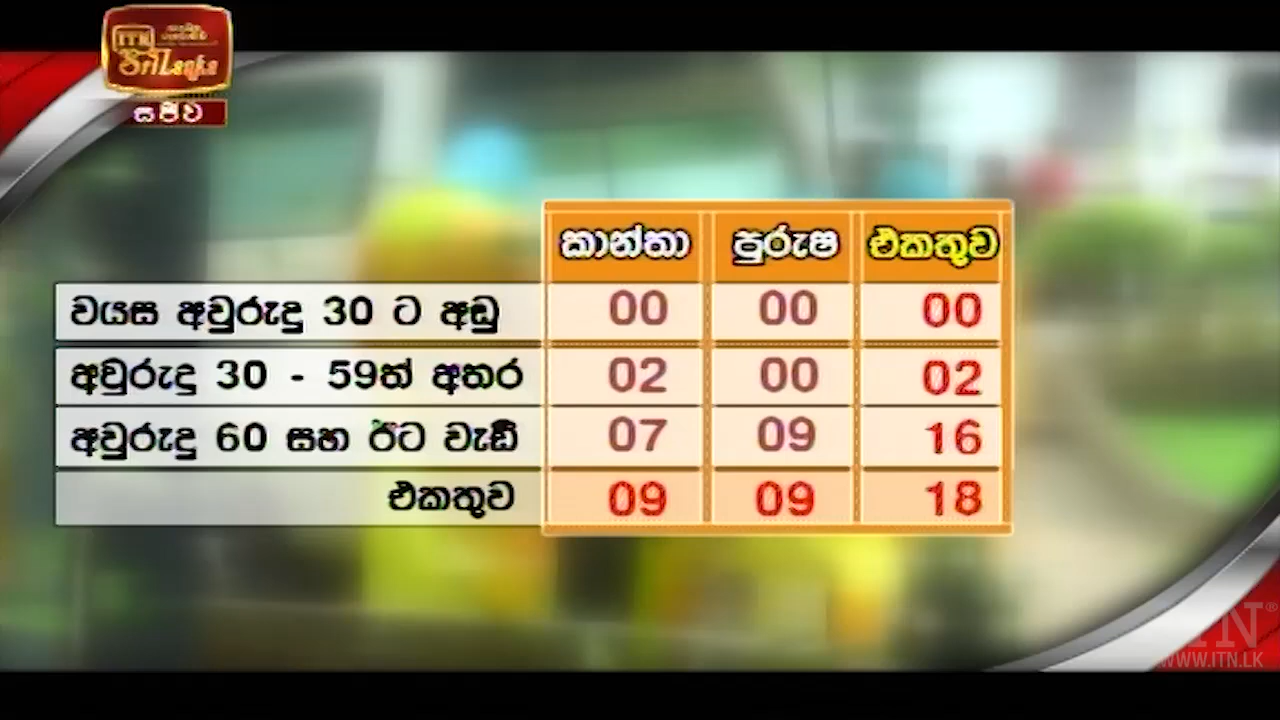 ITN
Sri Lanka
සජීව
කාන්තා පුරුෂ එකතුව
වයස අවුරුදු 30 ට අඩු 00 00 00
අවුරුදු 30 - 59ත් අතර 02 00 02
අවුරුදු 60 සහ ඊට වැඩි 07 09 16
එකතුව 09 09 18
ITN®
WWW.ITN.LK